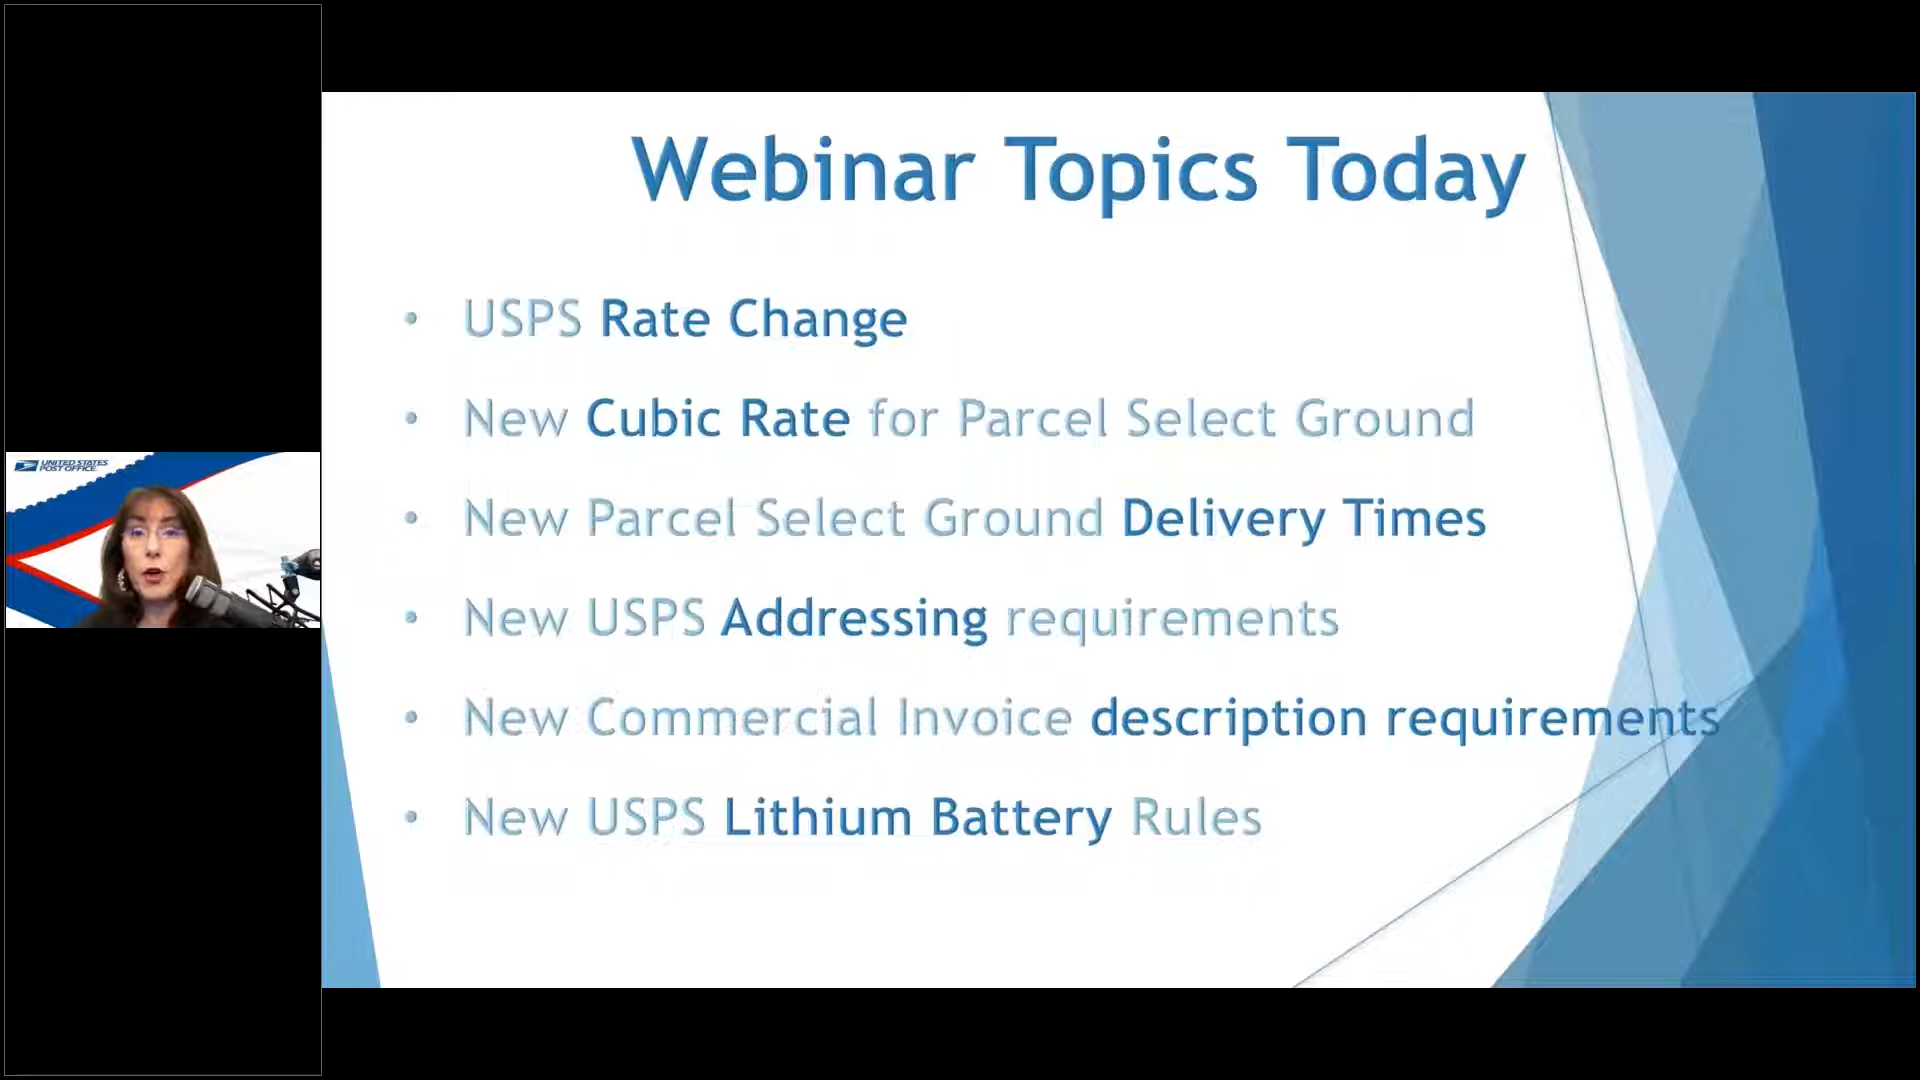 UNITED STATES
POST OFFICE
Webinar Topics Today
• USPS Rate Change
• New Cubic Rate for Parcel Select Ground
• New Parcel Select Ground Delivery Times
• New USPS Addressing requirements
• New Commercial Invoice description requirements
• New USPS Lithium Battery Rules